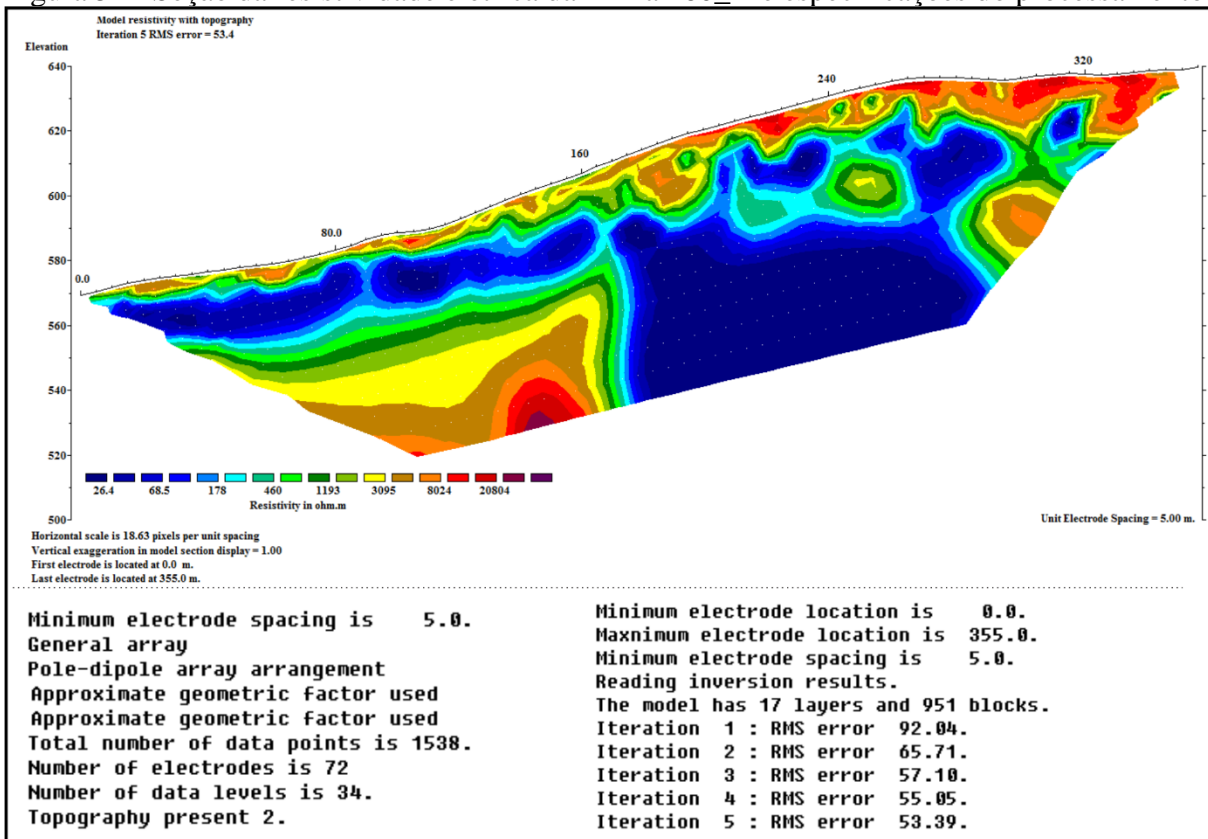 Model resistivity with topography
Iteration 5 RMS error = 53.4
Elevation
640
620
600
580
560
540
520
500
0.0
80.0
160
240
320
26.4 68.5 178 460 1193 3095 8024 20804
Resistivity in ohm.m
Unit Electrode Spacing = 5.00 m.
Horizontal scale is 18.63 pixels per unit spacing
Vertical exaggeration in model section display = 1.00
First electrode is located at 0.0 m.
Last electrode is located at 355.0 m.
Minimum electrode spacing is 5.0.
General array
Pole-dipole array arrangement
Approximate geometric factor used
Approximate geometric factor used
Total number of data points is 1538.
Number of electrodes is 72
Number of data levels is 34.
Topography present 2.
Minimum electrode location is 0.0.
Maxnimum electrode location is 355.0.
Minimum electrode spacing is 5.0.
Reading inversion results.
The model has 17 layers and 951 blocks.
Iteration 1 : RMS error 92.04.
Iteration 2 : RMS error 65.71.
Iteration 3 : RMS error 57.10.
Iteration 4 : RMS error 55.05.
Iteration 5 : RMS error 53.39.